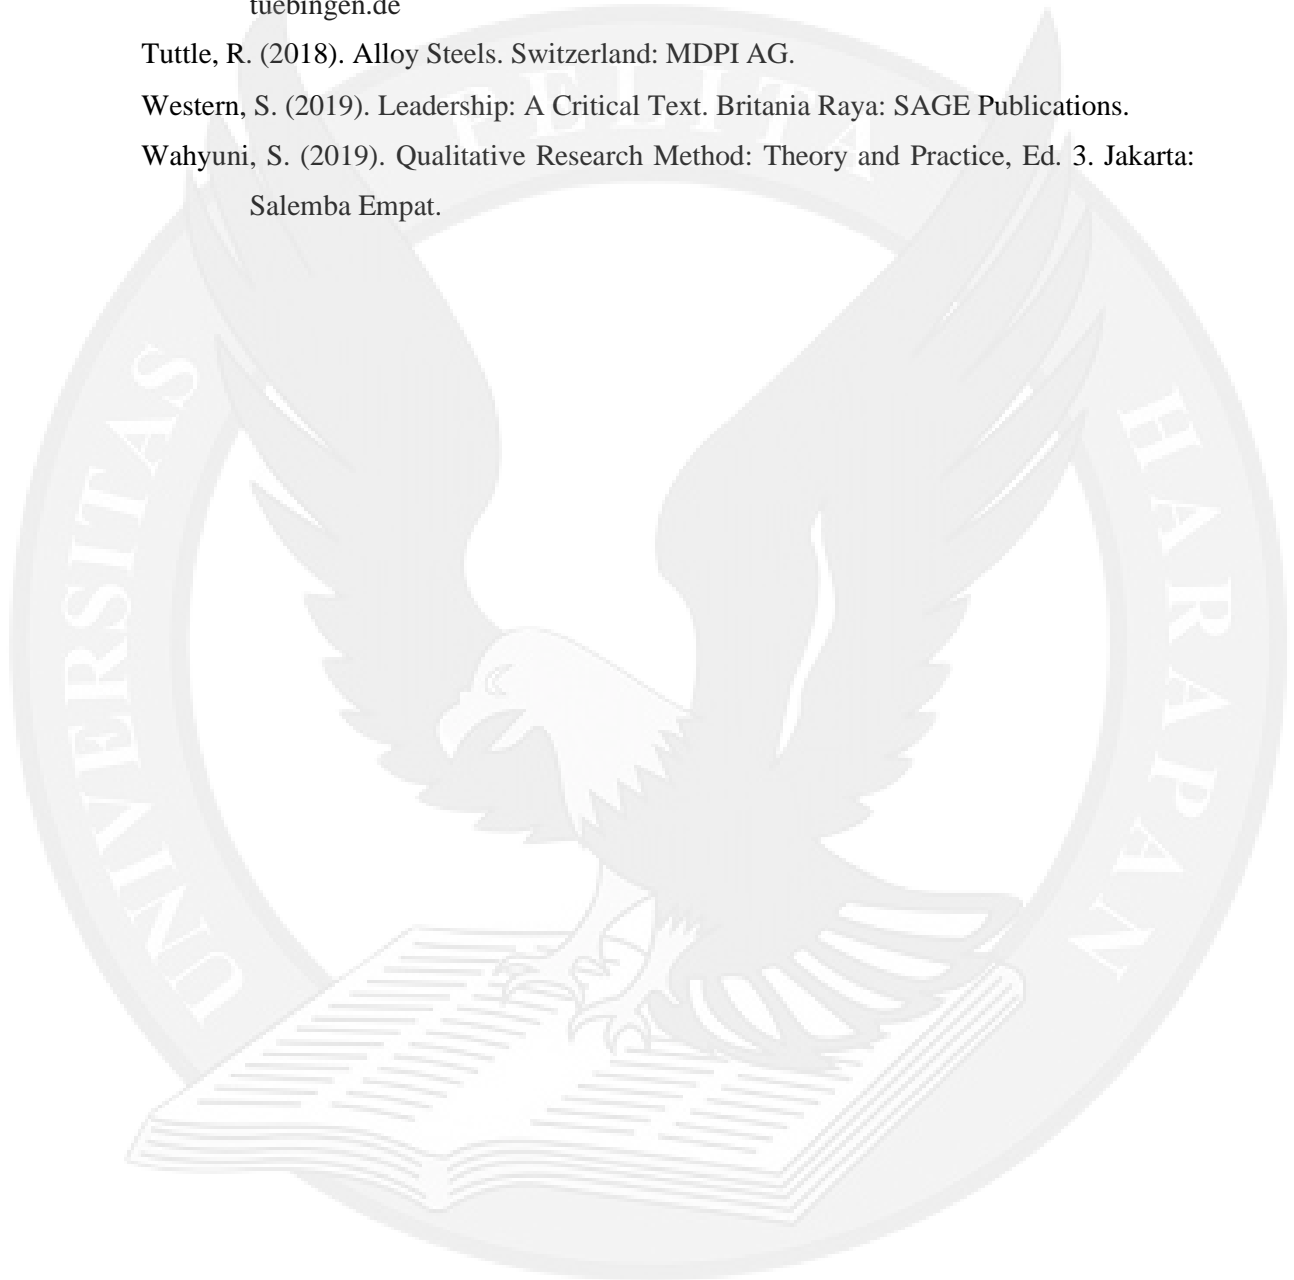 tuebingen.de
Tuttle, R. (2018). Alloy Steels. Switzerland: MDPI AG.
Western, S. (2019). Leadership: A Critical Text. Britania Raya: SAGE Publications.
Wahyuni, S. (2019). Qualitative Research Method: Theory and Practice, Ed. 3. Jakarta:
Salemba Empat.
UNIVERSITAS PELITA HARAPAN